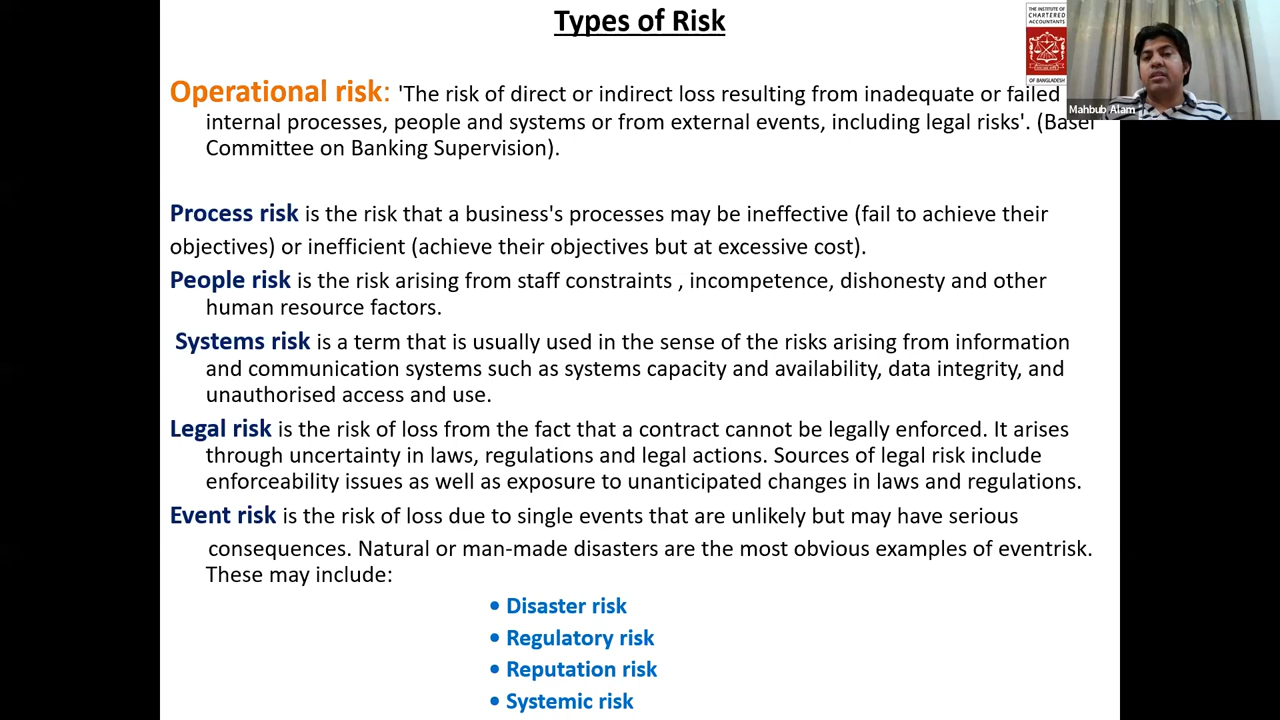 Types of Risk
THE INSTITUTE OF
CHARTERED
ACCOUNTANTS
OF BANGLADESH
Mahbub Alam
Operational risk: 'The risk of direct or indirect loss resulting from inadequate or failed
internal processes, people and systems or from external events, including legal risks'. (Basel
Committee on Banking Supervision).
Process risk is the risk that a business's processes may be ineffective (fail to achieve their
objectives) or inefficient (achieve their objectives but at excessive cost).
People risk is the risk arising from staff constraints , incompetence, dishonesty and other
human resource factors.
Systems risk is a term that is usually used in the sense of the risks arising from information
and communication systems such as systems capacity and availability, data integrity, and
unauthorised access and use.
Legal risk is the risk of loss from the fact that a contract cannot be legally enforced. It arises
through uncertainty in laws, regulations and legal actions. Sources of legal risk include
enforceability issues as well as exposure to unanticipated changes in laws and regulations.
Event risk is the risk of loss due to single events that are unlikely but may have serious
consequences. Natural or man-made disasters are the most obvious examples of eventrisk.
These may include:
• Disaster risk
• Regulatory risk
• Reputation risk
• Systemic risk